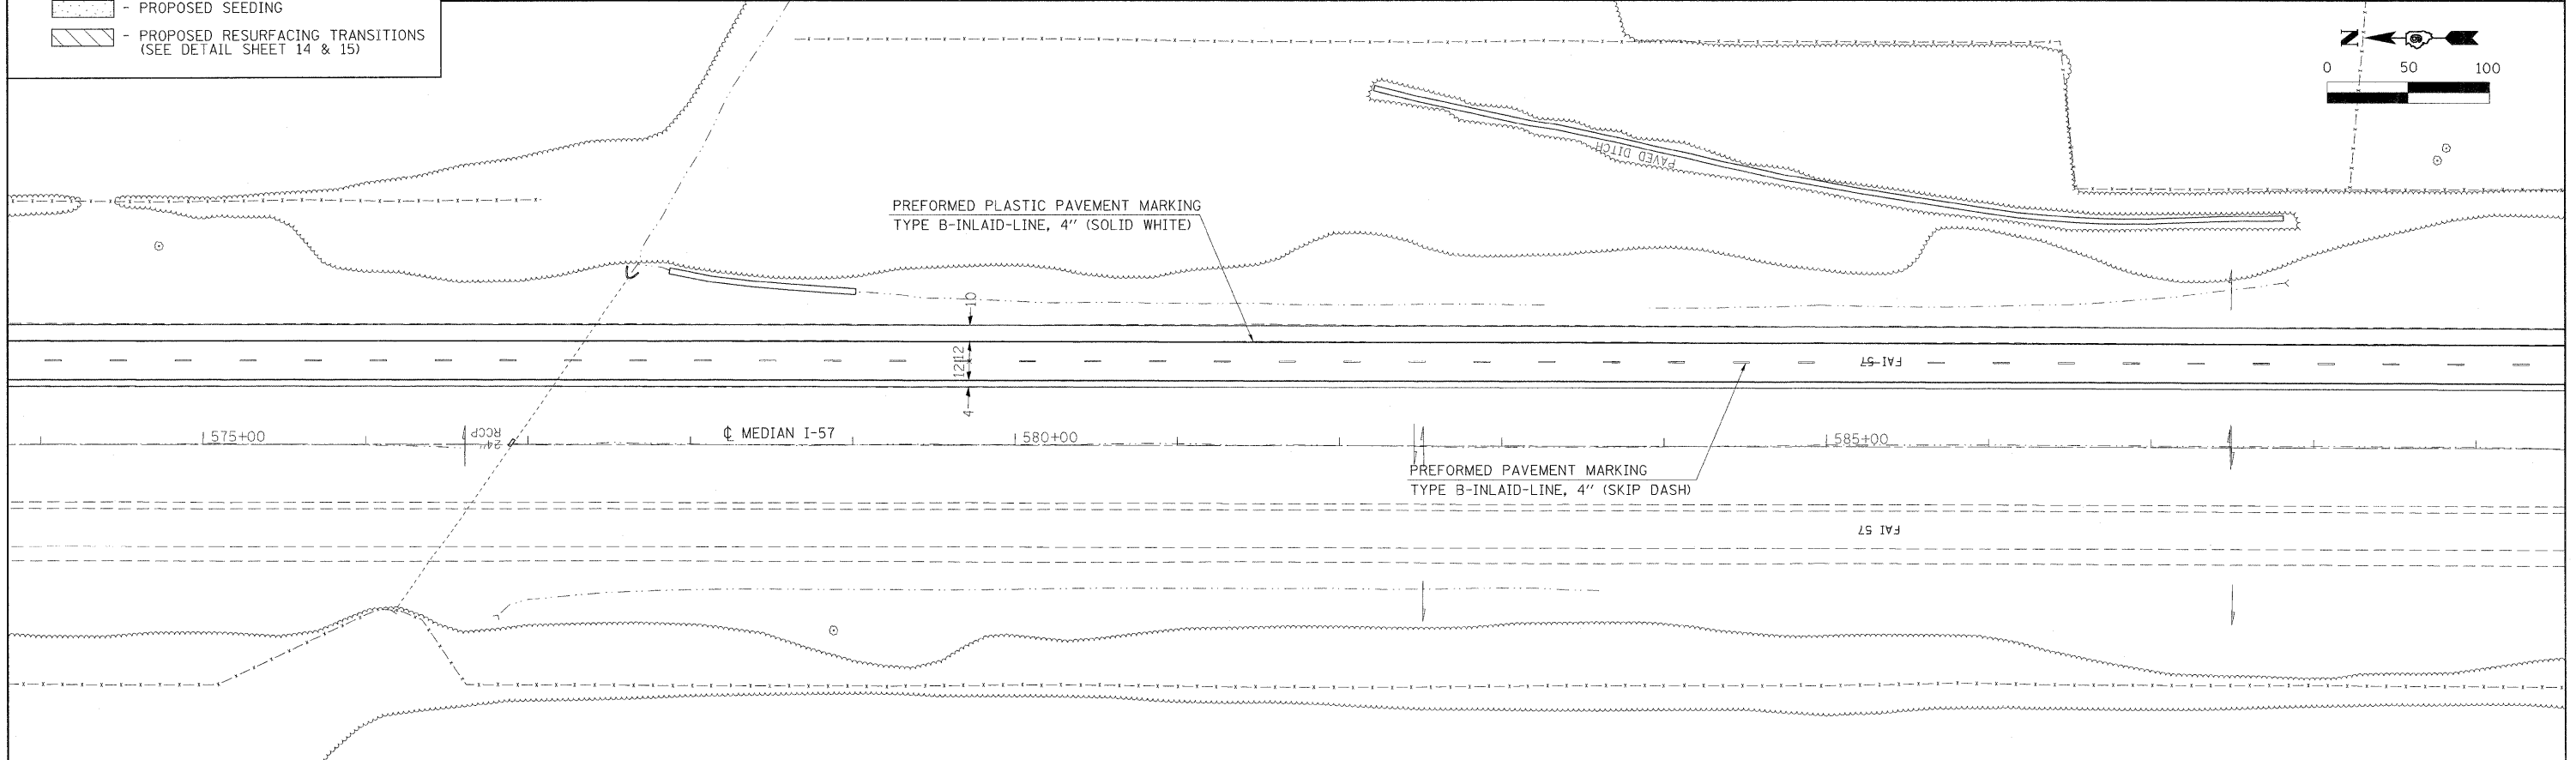 - PROPOSED SEEDING
- PROPOSED RESURFACING TRANSITIONS
(SEE DETAIL SHEET 14 & 15)
N
0 50 100
PAVED DITCH
PREFORMED PLASTIC PAVEMENT MARKING
TYPE B-INLAID-LINE, 4" (SOLID WHITE)
10
12 12
4
FAI 57
575+00
24" RCCP
℄ MEDIAN I-57
580+00
585+00
PREFORMED PAVEMENT MARKING
TYPE B-INLAID-LINE, 4" (SKIP DASH)
FAI 57